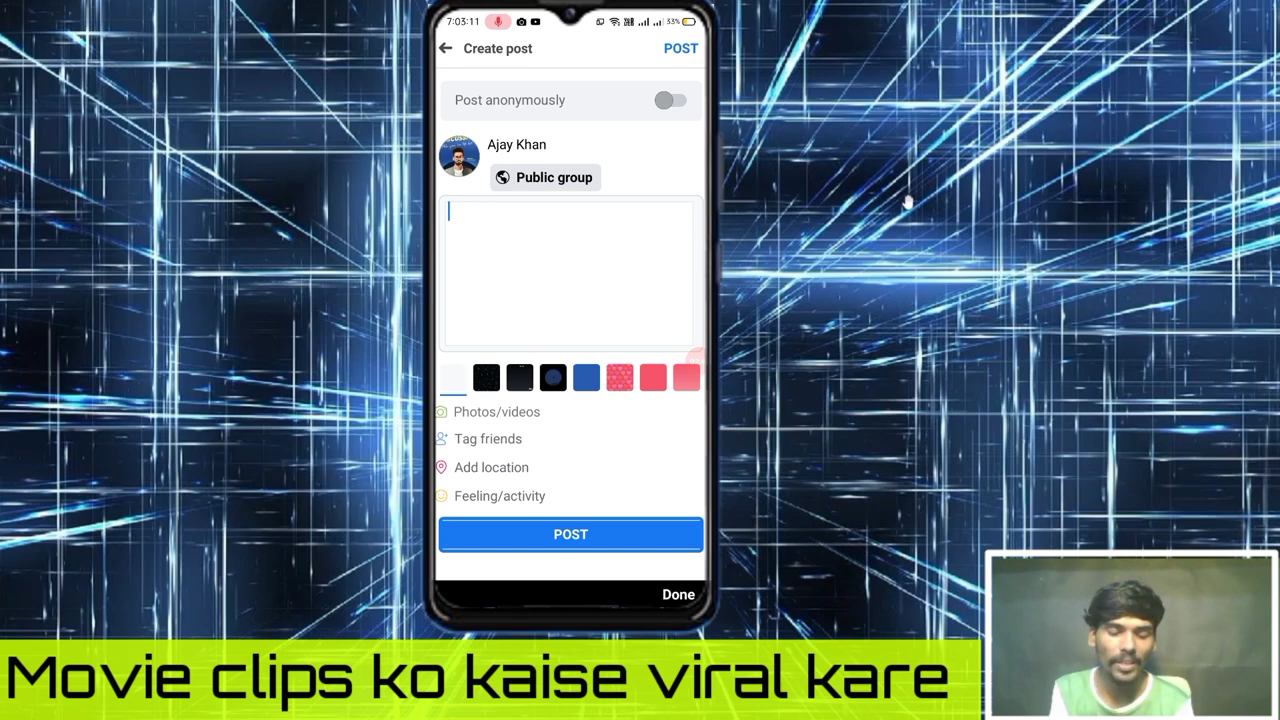 7:03:11
33%
Create post
POST
Post anonymously
Ajay Khan
Public group
Photos/videos
Tag friends
Add location
Feeling/activity
POST
Done
Movie clips ko kaise viral kare